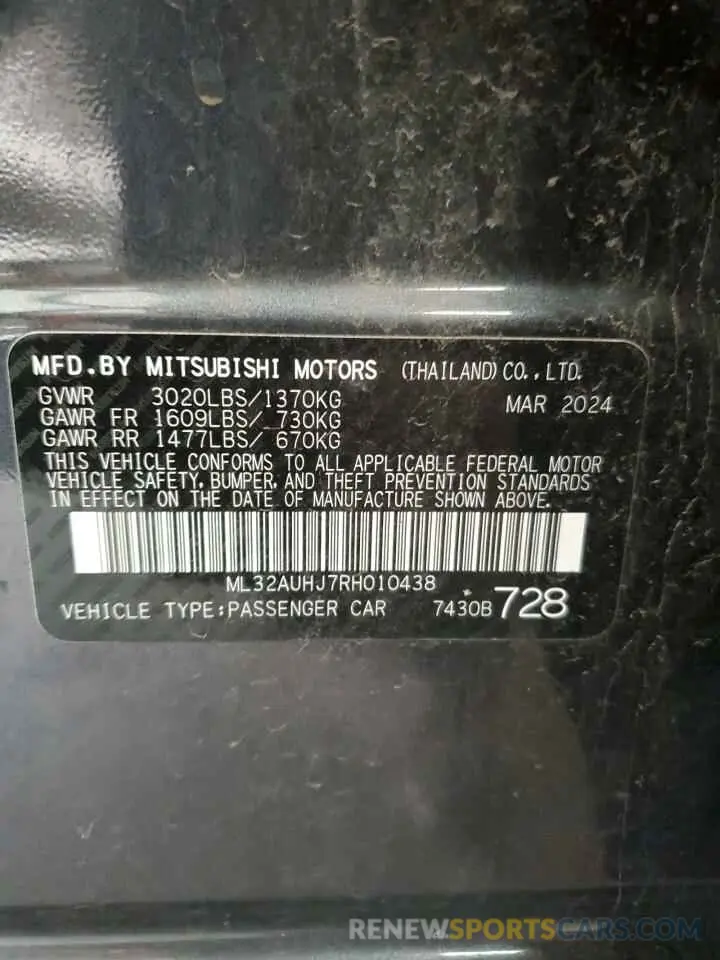 MFD.BY MITSUBISHI MOTORS (THAILAND) CO.,LTD.
GVWR 3020LBS/1370KG MAR 2024
GAWR FR 1609LBS/ 730KG
GAWR RR 1477LBS/ 670KG
THIS VEHICLE CONFORMS TO ALL APPLICABLE FEDERAL MOTOR
VEHICLE SAFETY, BUMPER, AND THEFT PREVENTION STANDARDS
IN EFFECT ON THE DATE OF MANUFACTURE SHOWN ABOVE.
ML32AUHJ7RH010438
VEHICLE TYPE:PASSENGER CAR 7430B728
RENEWSPORTSCARS.COM